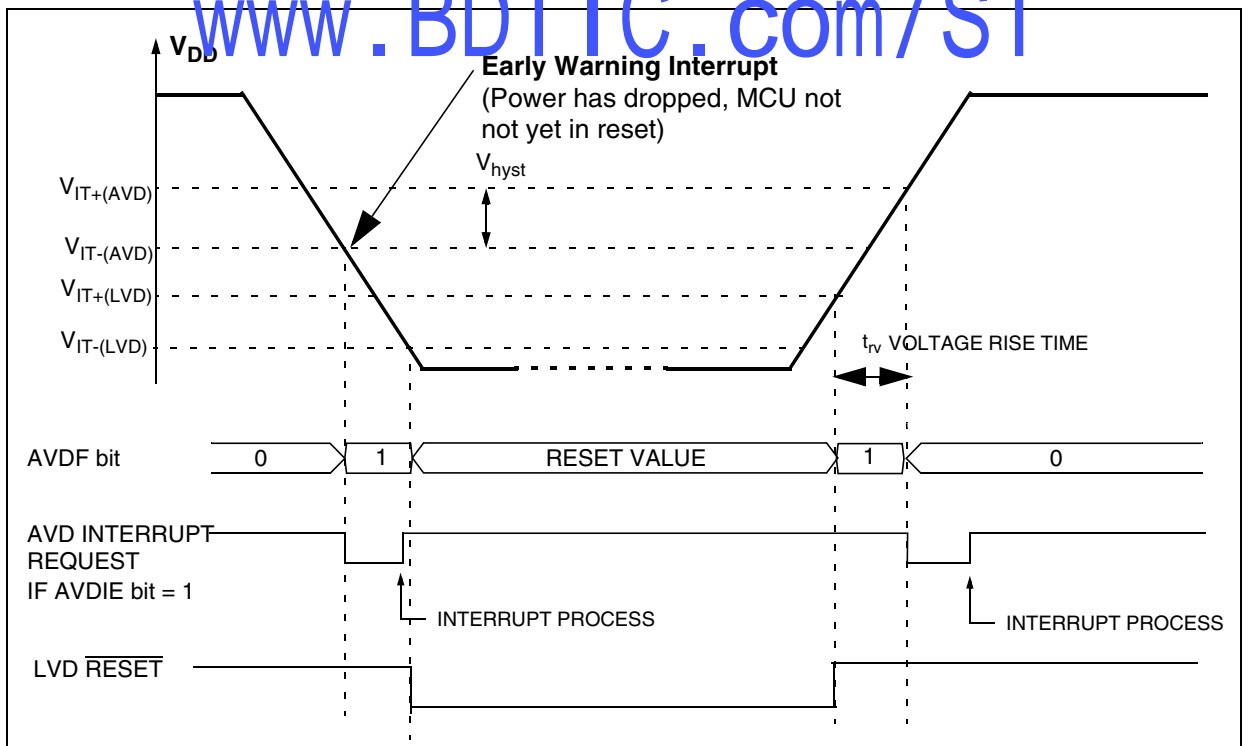 www.BDTIC.com/ST
VDD
Early Warning Interrupt
(Power has dropped, MCU not
not yet in reset)
Vhyst
VIT+(AVD)
VIT-(AVD)
VIT+(LVD)
VIT-(LVD)
trv VOLTAGE RISE TIME
AVDF bit
0
1
RESET VALUE
1
0
AVD INTERRUPT
REQUEST
IF AVDIE bit = 1
INTERRUPT PROCESS
INTERRUPT PROCESS
LVD RESET